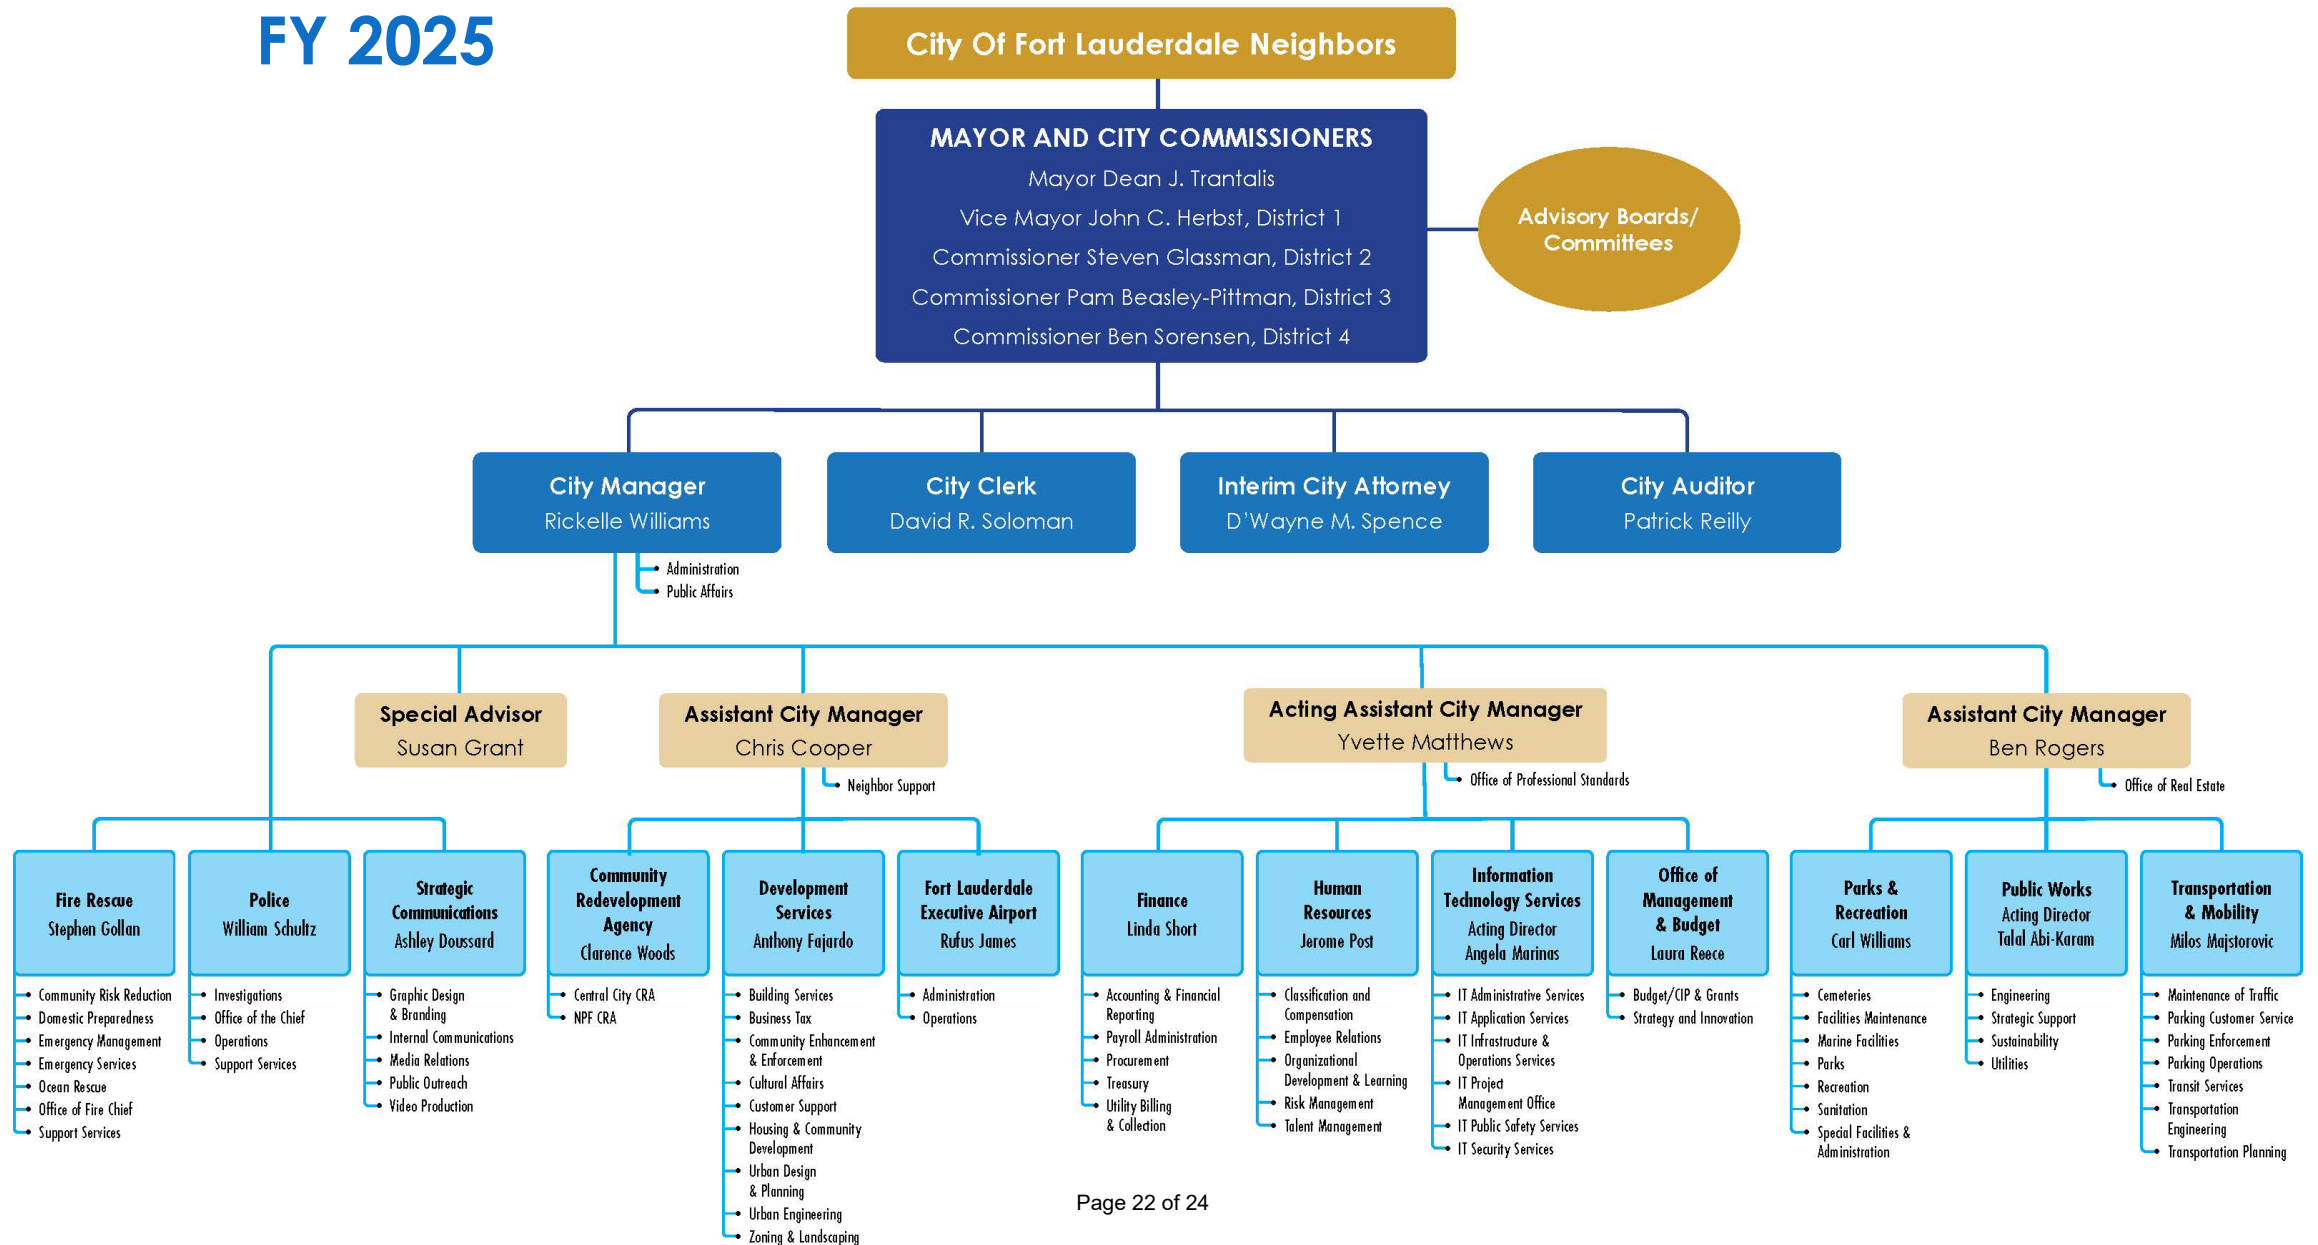 FY 2025
City Of Fort Lauderdale Neighbors
MAYOR AND CITY COMMISSIONERS
Mayor Dean J. Trantalis
Vice Mayor John C. Herbst, District 1
Commissioner Steven Glassman, District 2
Commissioner Pam Beasley-Pittman, District 3
Commissioner Ben Sorensen, District 4
Advisory Boards/
Committees
City Manager
Rickelle Williams
• Administration
• Public Affairs
City Clerk
David R. Soloman
Interim City Attorney
D'Wayne M. Spence
City Auditor
Patrick Reilly
Special Advisor
Susan Grant
Assistant City Manager
Chris Cooper
• Neighbor Support
Acting Assistant City Manager
Yvette Matthews
• Office of Professional Standards
Assistant City Manager
Ben Rogers
• Office of Real Estate
Fire Rescue
Stephen Gollan
• Community Risk Reduction
• Domestic Preparedness
• Emergency Management
• Emergency Services
• Ocean Rescue
• Office of Fire Chief
• Support Services
Police
William Schultz
• Investigations
• Office of the Chief
• Operations
• Support Services
Strategic
Communications
Ashley Doussard
• Graphic Design
& Branding
• Internal Communications
• Media Relations
• Public Outreach
• Video Production
Community
Redevelopment
Agency
Clarence Woods
• Central City CRA
• NPF CRA
Development
Services
Anthony Fajardo
• Building Services
• Business Tax
• Community Enhancement
& Enforcement
• Cultural Affairs
• Customer Support
• Housing & Community
Development
• Urban Design
& Planning
• Urban Engineering
• Zoning & Landscaping
Fort Lauderdale
Executive Airport
Rufus James
• Administration
• Operations
Finance
Linda Short
• Accounting & Financial
Reporting
• Payroll Administration
• Procurement
• Treasury
• Utility Billing
& Collection
Human
Resources
Jerome Post
• Classification and
Compensation
• Employee Relations
• Organizational
Development & Learning
• Risk Management
• Talent Management
Information
Technology Services
Acting Director
Angela Marinas
• IT Administrative Services
• IT Application Services
• IT Infrastructure &
Operations Services
• IT Project
Management Office
• IT Public Safety Services
• IT Security Services
Office of
Management
& Budget
Laura Reece
• Budget/CIP & Grants
• Strategy and Innovation
Parks &
Recreation
Carl Williams
• Cemeteries
• Facilities Maintenance
• Marine Facilities
• Parks
• Recreation
• Sanitation
• Special Facilities &
Administration
Public Works
Acting Director
Talal Abi-Karam
• Engineering
• Strategic Support
• Sustainability
• Utilities
Transportation
& Mobility
Milos Majstorovic
• Maintenance of Traffic
• Parking Customer Service
• Parking Enforcement
• Parking Operations
• Transit Services
• Transportation
Engineering
• Transportation Planning
Page 22 of 24